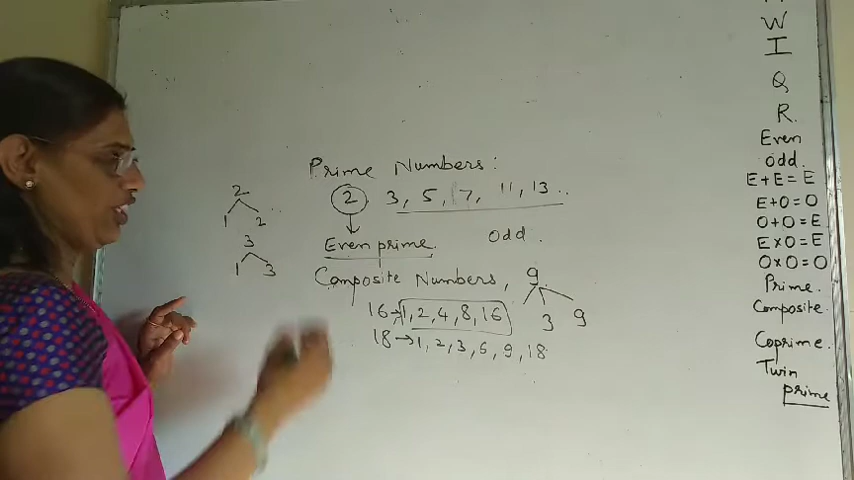 Prime Numbers:
2 3, 5, 7, 11, 13 ..
Even prime. odd.
Composite Numbers, 9
3 9
16 → 1, 2, 4, 8, 16
18 → 1, 2, 3, 6, 9, 18
2
1 2
3
1 3
W
I
Q
R.
Even
odd.
E+E = E
E+O = O
O+O = E
E×O = E
O×O = O
Prime.
Composite.
Coprime.
Twin
prime